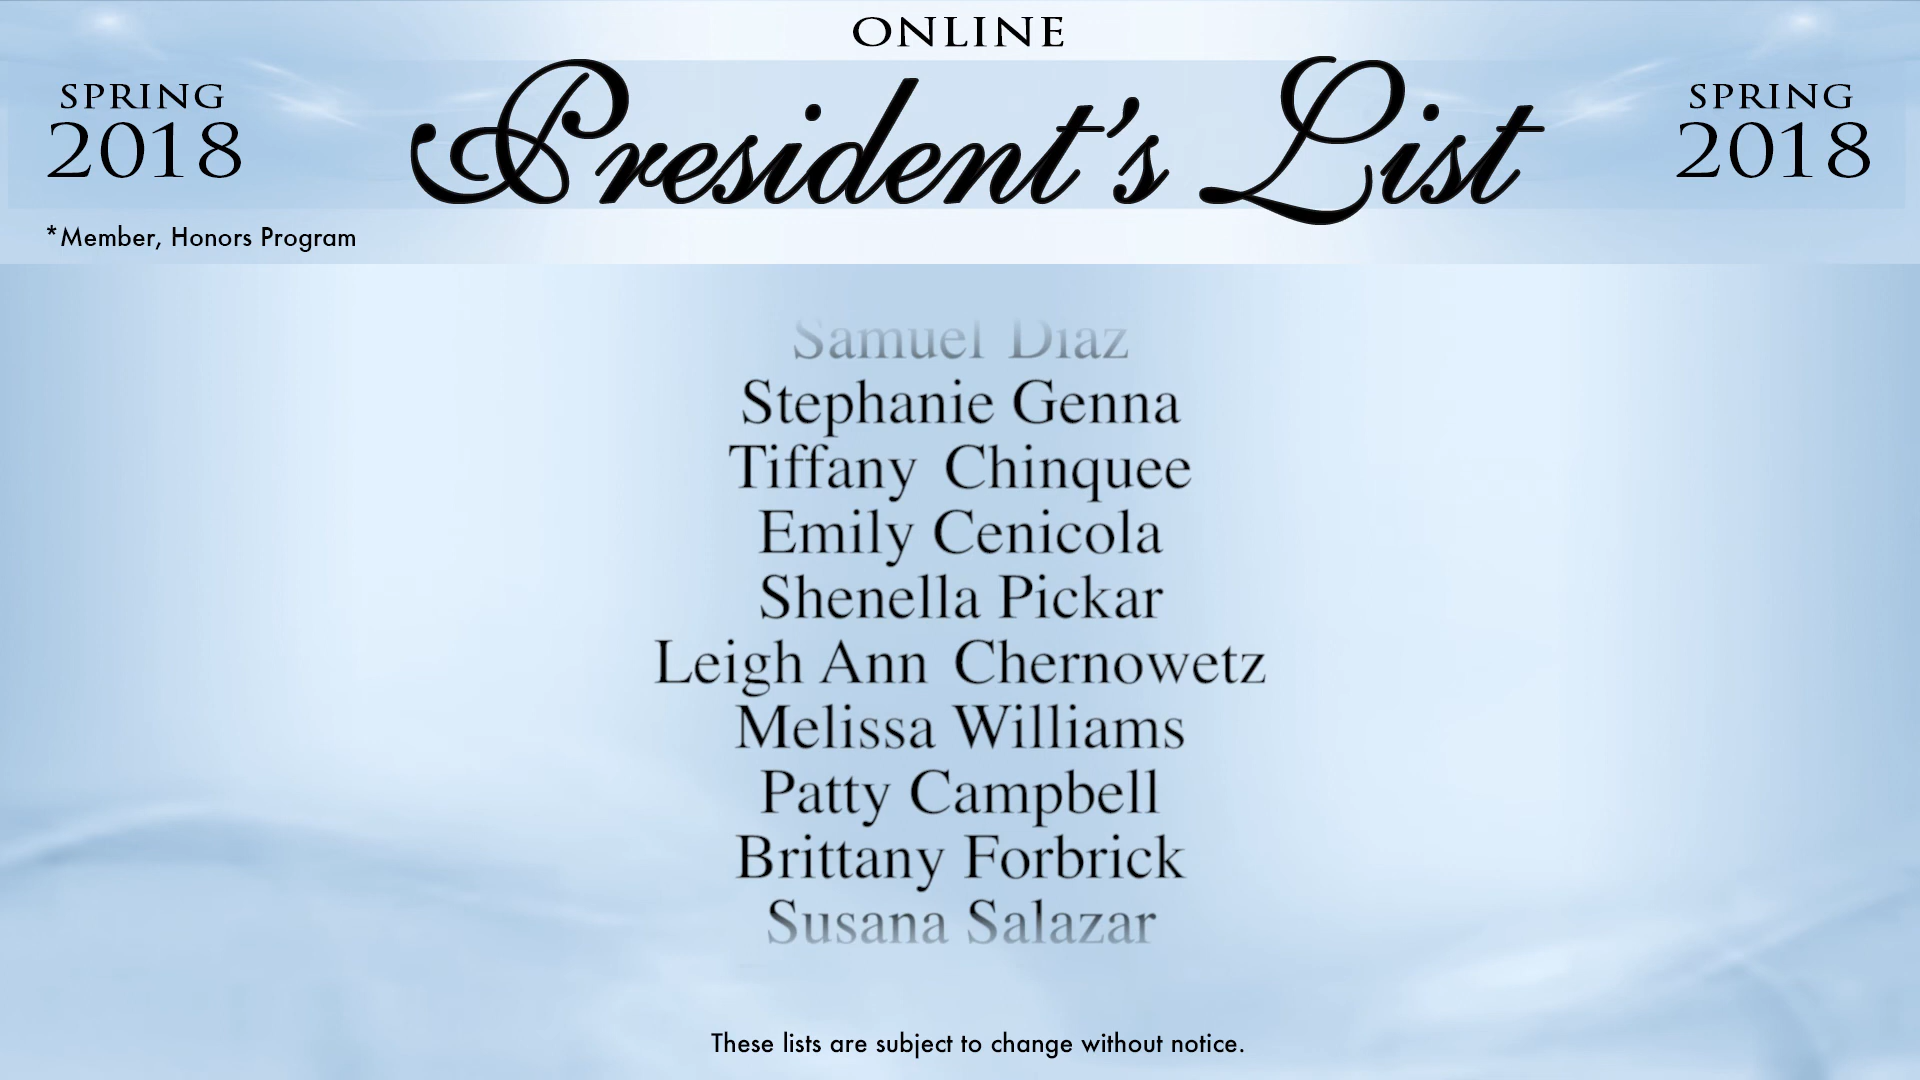 ONLINE
SPRING
2018
President's List
SPRING
2018
*Member, Honors Program
Samuel Diaz
Stephanie Genna
Tiffany Chinquee
Emily Cenicola
Shenella Pickar
Leigh Ann Chernowetz
Melissa Williams
Patty Campbell
Brittany Forbrick
Susana Salazar
These lists are subject to change without notice.